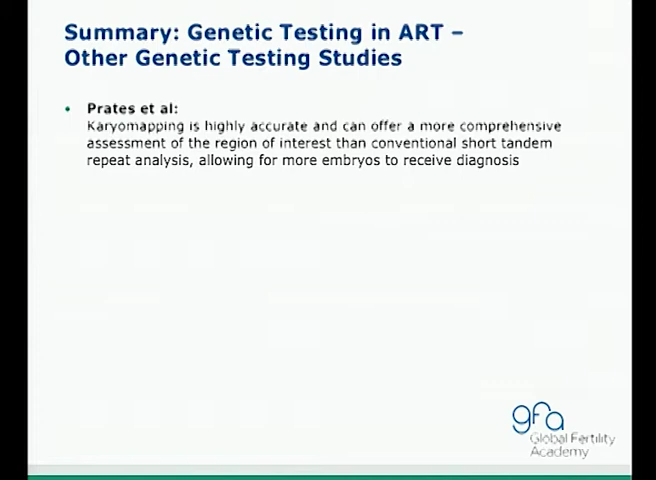 Summary: Genetic Testing in ART –
Other Genetic Testing Studies
• Prates et al:
Karyomapping is highly accurate and can offer a more comprehensive
assessment of the region of interest than conventional short tandem
repeat analysis, allowing for more embryos to receive diagnosis
gfa
Global Fertility
Academy